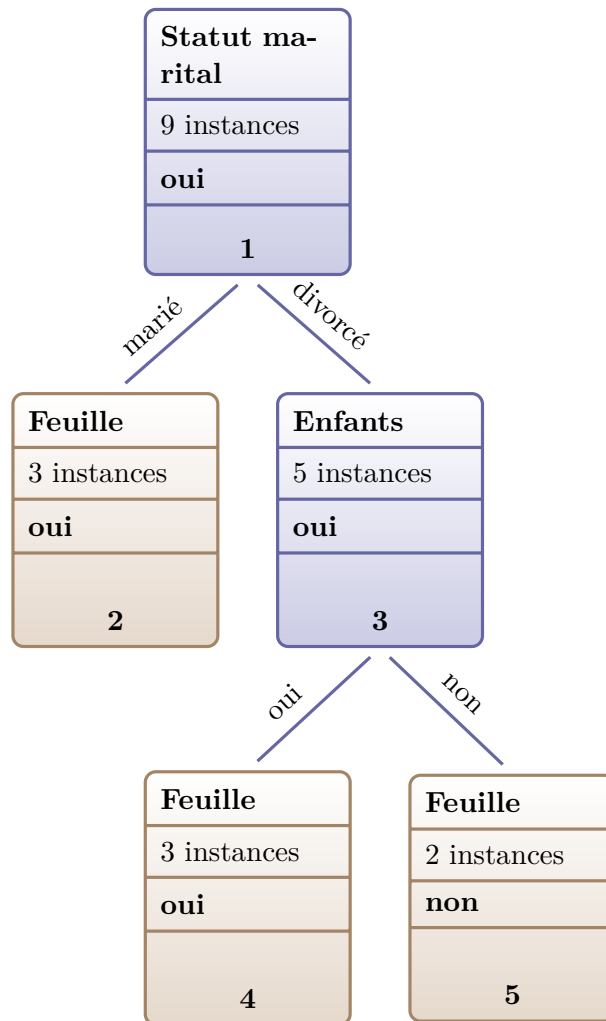 Statut ma-
rital
9 instances
oui
1
marié
divorcé
Feuille
3 instances
oui
2
Enfants
5 instances
oui
3
oui
non
Feuille
3 instances
oui
4
Feuille
2 instances
non
5